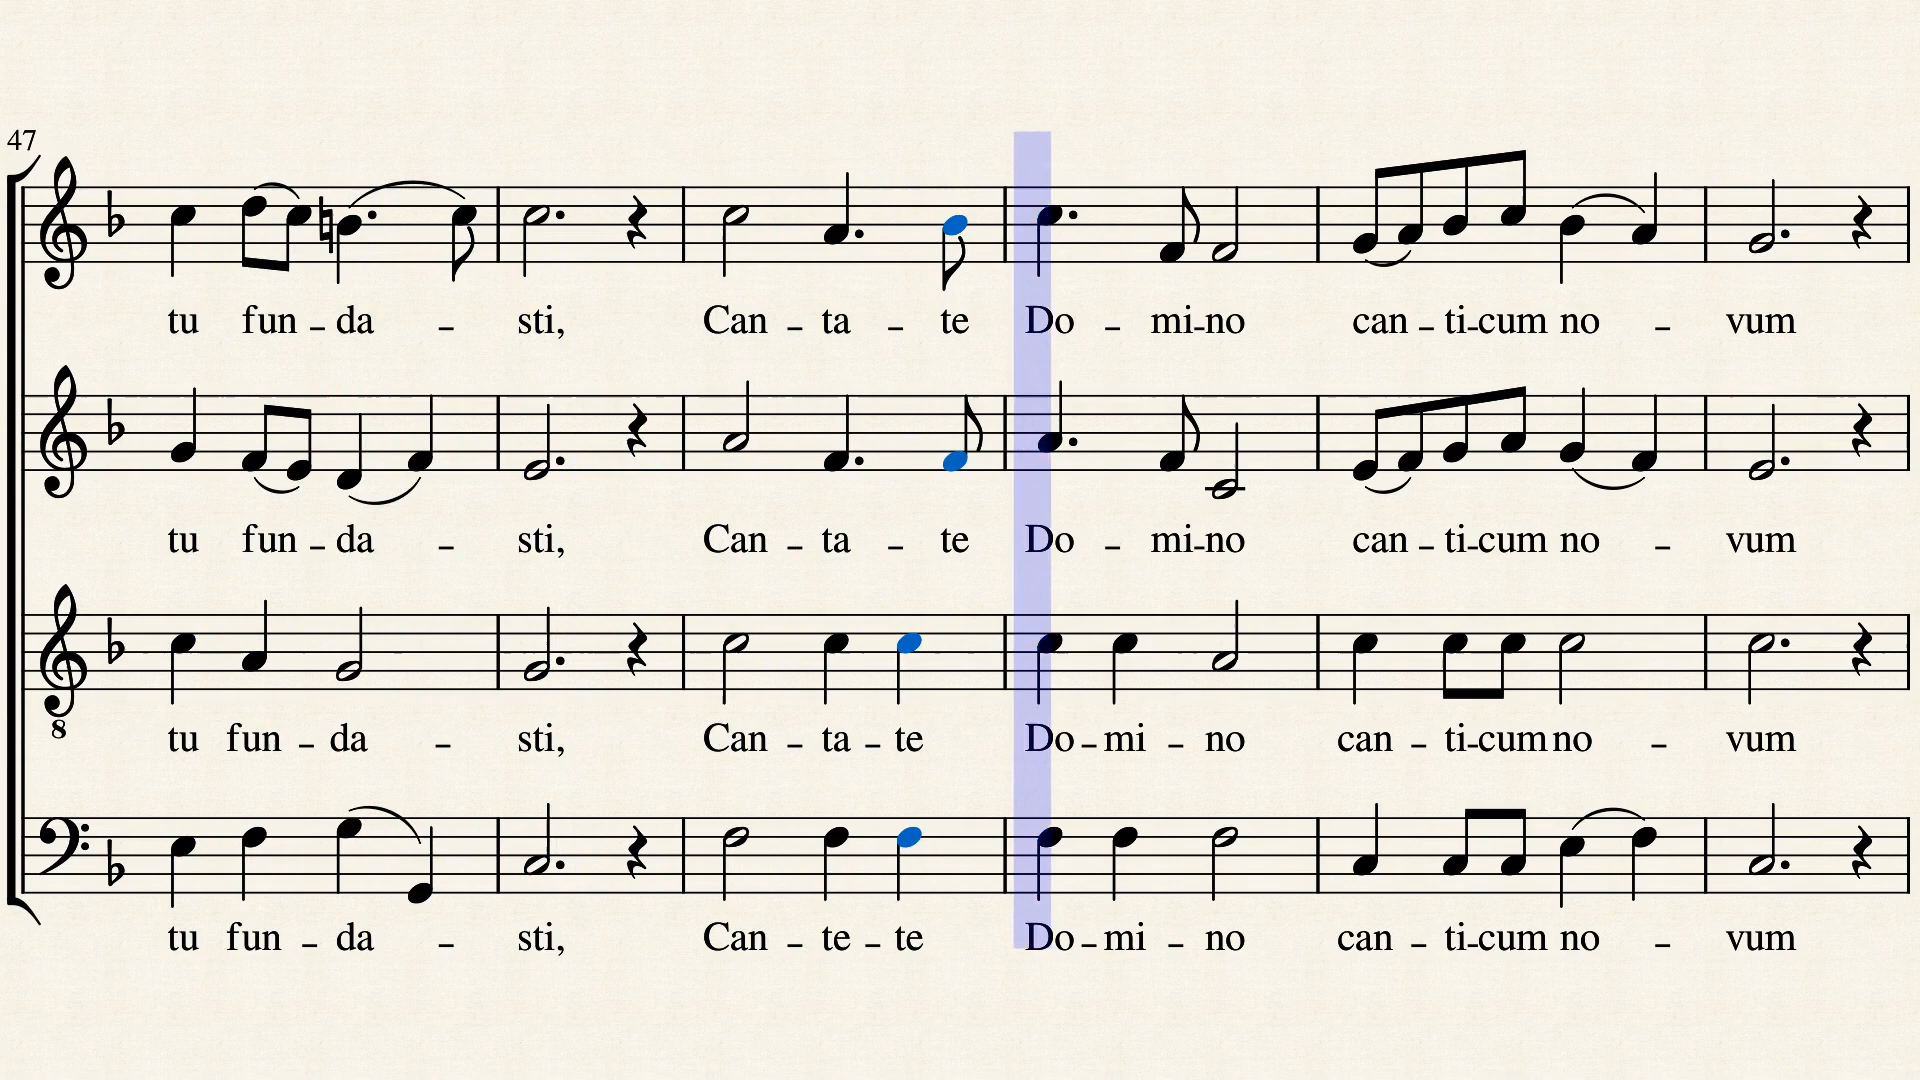 47
tu fun - da - sti, Can - ta - te Do - mi-no can - ti-cum no - vum
tu fun - da - sti, Can - ta - te Do - mi-no can - ti-cum no - vum
8
tu fun - da - sti, Can - ta - te Do - mi - no can - ti-cum no - vum
tu fun - da - sti, Can - te - te Do - mi - no can - ti-cum no - vum